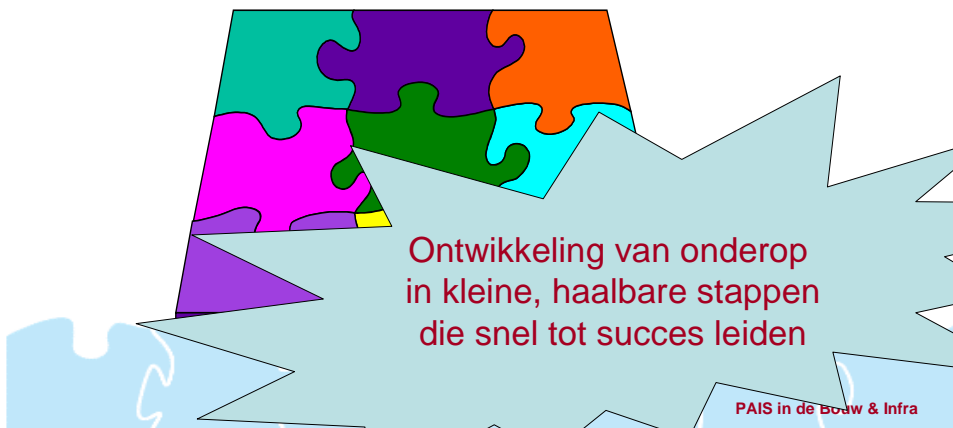 Ontwikkeling van onderop
in kleine, haalbare stappen
die snel tot succes leiden
PAIS in de Bouw & Infra